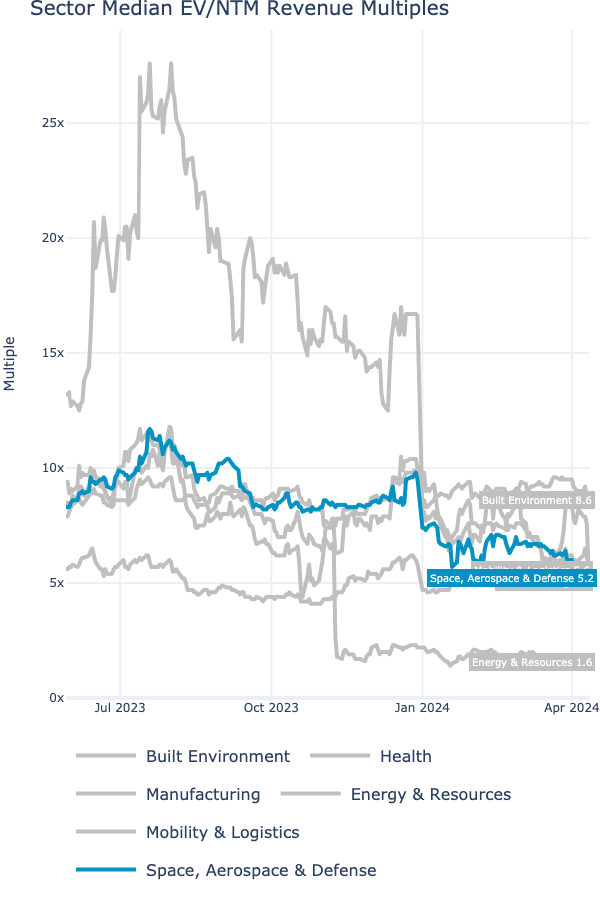 Sector Median EV/NTM Revenue Multiples
25x
20x
15x
10x
5x
0x
Multiple
Built Environment 8.6
Space, Aerospace & Defense 5.2
Energy & Resources 1.6
Jul 2023
Oct 2023
Jan 2024
Apr 2024
Built Environment
Health
Manufacturing
Energy & Resources
Mobility & Logistics
Space, Aerospace & Defense